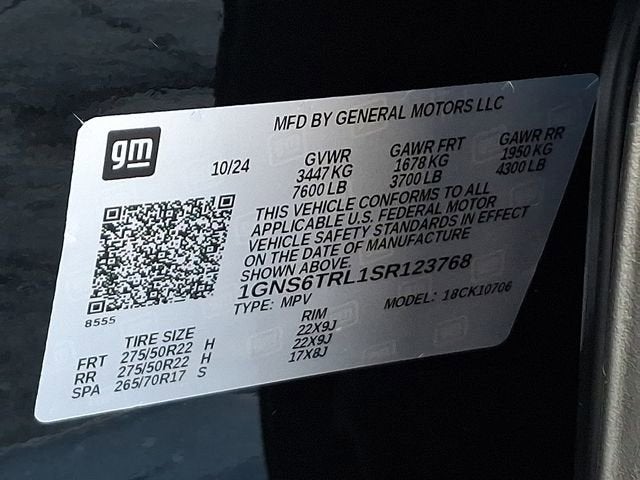 MFD BY GENERAL MOTORS LLC
gm
10/24
GVWR GAWR FRT GAWR RR
3447 KG 1678 KG 1950 KG
7600 LB 3700 LB 4300 LB
THIS VEHICLE CONFORMS TO ALL
APPLICABLE U.S. FEDERAL MOTOR
VEHICLE SAFETY STANDARDS IN EFFECT
ON THE DATE OF MANUFACTURE
SHOWN ABOVE.
1GNS6TRL1SR123768
TYPE: MPV MODEL: 18CK10706
8555
TIRE SIZE RIM
FRT 275/50R22 H 22X9J
RR 275/50R22 H 22X9J
SPA 265/70R17 S 17X8J